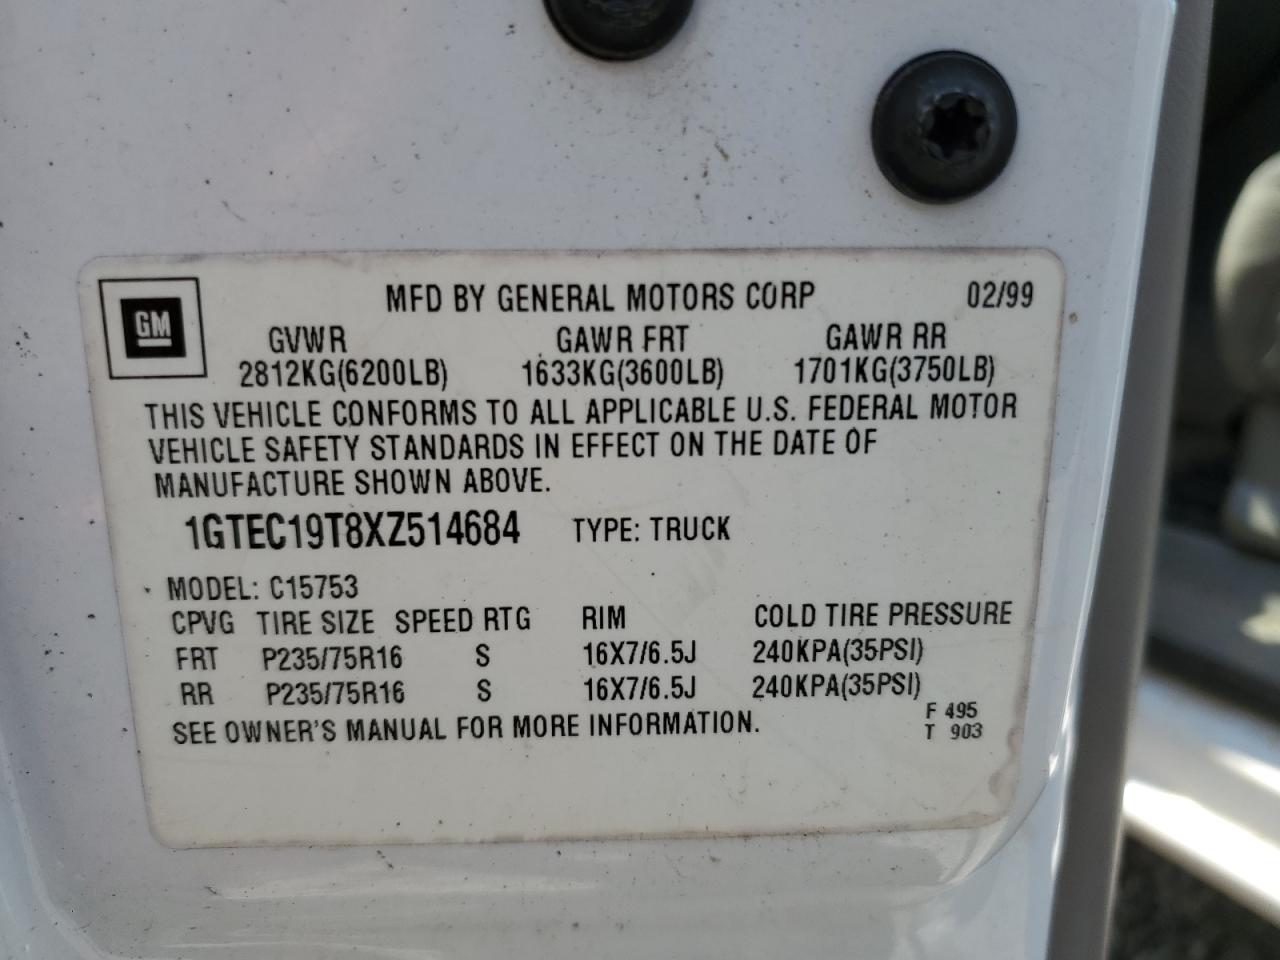 GM
MFD BY GENERAL MOTORS CORP 02/99
GVWR GAWR FRT GAWR RR
2812KG(6200LB) 1633KG(3600LB) 1701KG(3750LB)
THIS VEHICLE CONFORMS TO ALL APPLICABLE U.S. FEDERAL MOTOR
VEHICLE SAFETY STANDARDS IN EFFECT ON THE DATE OF
MANUFACTURE SHOWN ABOVE.
1GTEC19T8XZ514684 TYPE: TRUCK
MODEL: C15753
CPVG TIRE SIZE SPEED RTG RIM COLD TIRE PRESSURE
FRT P235/75R16 S 16X7/6.5J 240KPA(35PSI)
RR P235/75R16 S 16X7/6.5J 240KPA(35PSI)
SEE OWNER'S MANUAL FOR MORE INFORMATION.
F 495
T 903